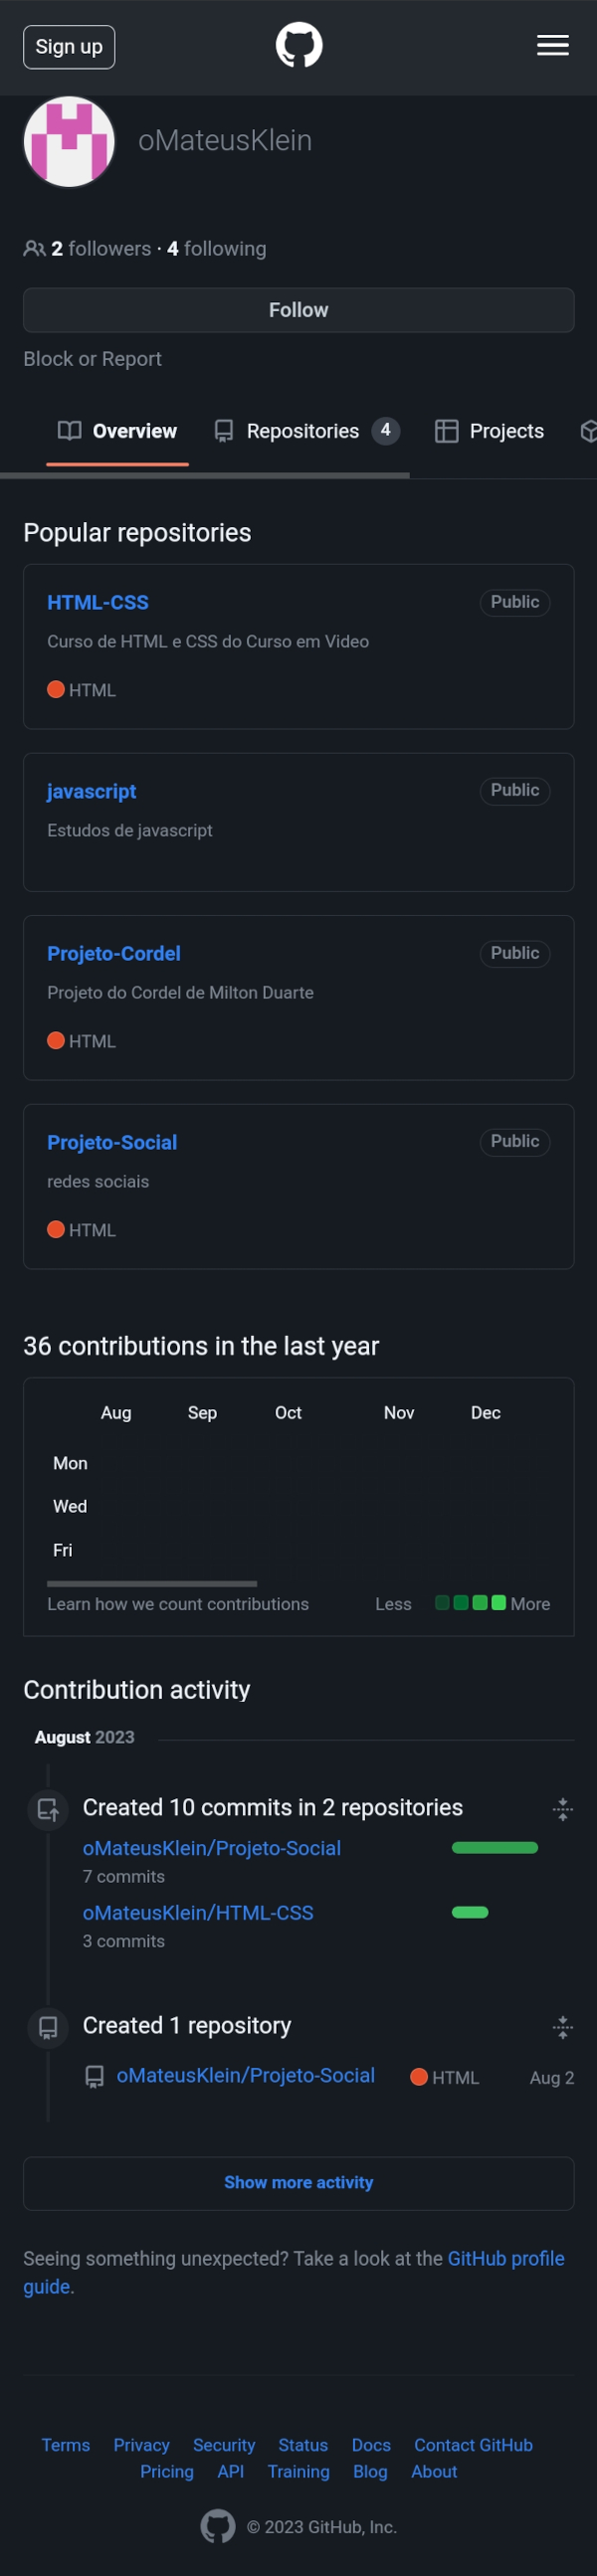 Sign up
oMateusKlein
2 followers · 4 following
Follow
Block or Report
Overview Repositories 4 Projects
Popular repositories
HTML-CSS Public
Curso de HTML e CSS do Curso em Video
HTML
javascript Public
Estudos de javascript
Projeto-Cordel Public
Projeto do Cordel de Milton Duarte
HTML
Projeto-Social Public
redes sociais
HTML
36 contributions in the last year
Aug Sep Oct Nov Dec
Mon
Wed
Fri
Learn how we count contributions Less More
Contribution activity
August 2023
Created 10 commits in 2 repositories
oMateusKlein/Projeto-Social
7 commits
oMateusKlein/HTML-CSS
3 commits
Created 1 repository
oMateusKlein/Projeto-Social HTML Aug 2
Show more activity
Seeing something unexpected? Take a look at the GitHub profile
guide.
Terms Privacy Security Status Docs Contact GitHub
Pricing API Training Blog About
© 2023 GitHub, Inc.